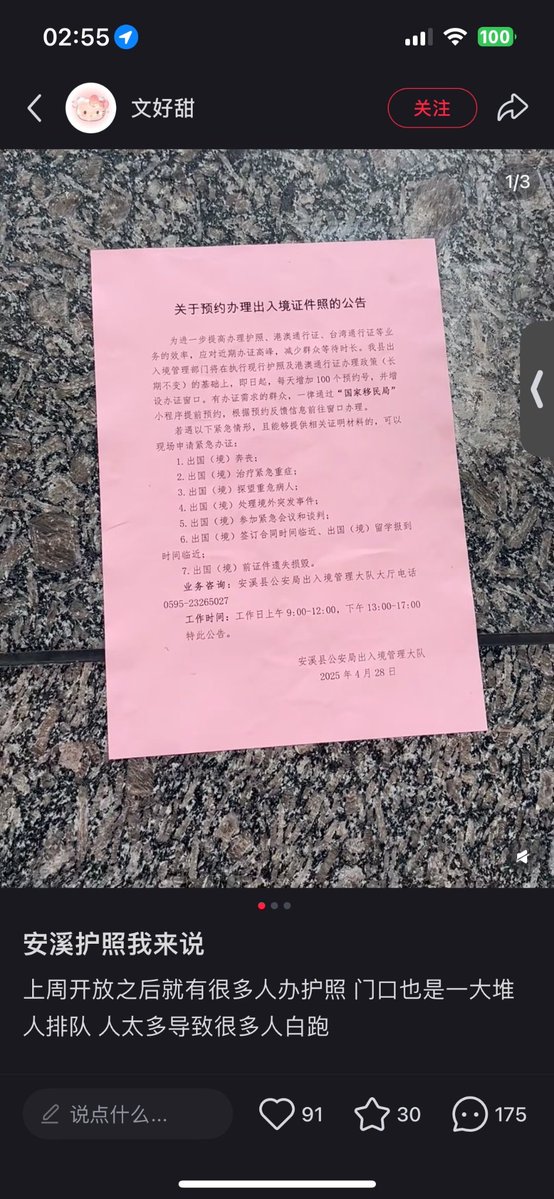 02:55
100
文好甜
关注
1/3
关于预约办理出入境证件照的公告
为进一步提高办理护照、港澳通行证、台湾通行证等业
务的效率，应对近期办证高峰，减少群众等待时长。我县出
入境管理部门将在执行现行护照及港澳通行证办理政策（长
期不变）的基础上，即日起，每天增加100个预约号，并增
设办证窗口。有办证需求的群众，一律通过“国家移民局”
小程序提前预约，根据预约反馈信息前往窗口办理。
若遇以下紧急情形，且能够提供相关证明材料的，可以
现场申请紧急办证：
1.出国（境）奔丧；
2.出国（境）治疗紧急重症；
3.出国（境）探望重危病人；
4.出国（境）处理境外突发事件；
5.出国（境）参加紧急会议和谈判；
6.出国（境）签订合同时间临近、出国（境）留学报到
时间临近；
7.出国（境）前证件遗失损毁。
业务咨询：安溪县公安局出入境管理大队大厅电话
0595-23265027
工作时间：工作日上午9:00-12:00，下午13:00-17:00
特此公告。
安溪县公安局出入境管理大队
2025年4月28日
安溪护照我来说
上周开放之后就有很多人办护照 门口也是一大堆
人排队 人太多导致很多人白跑
说点什么...
91
30
175